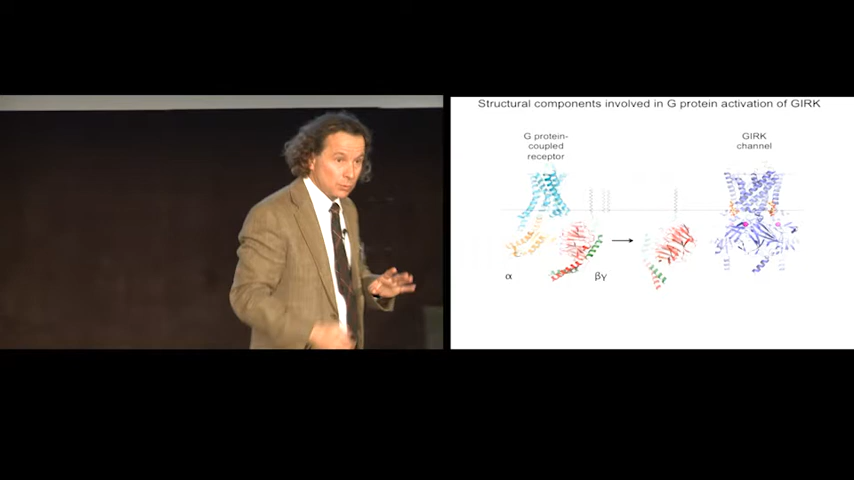 Structural components involved in G protein activation of GIRK
G protein-
coupled
receptor
GIRK
channel
α
βγ